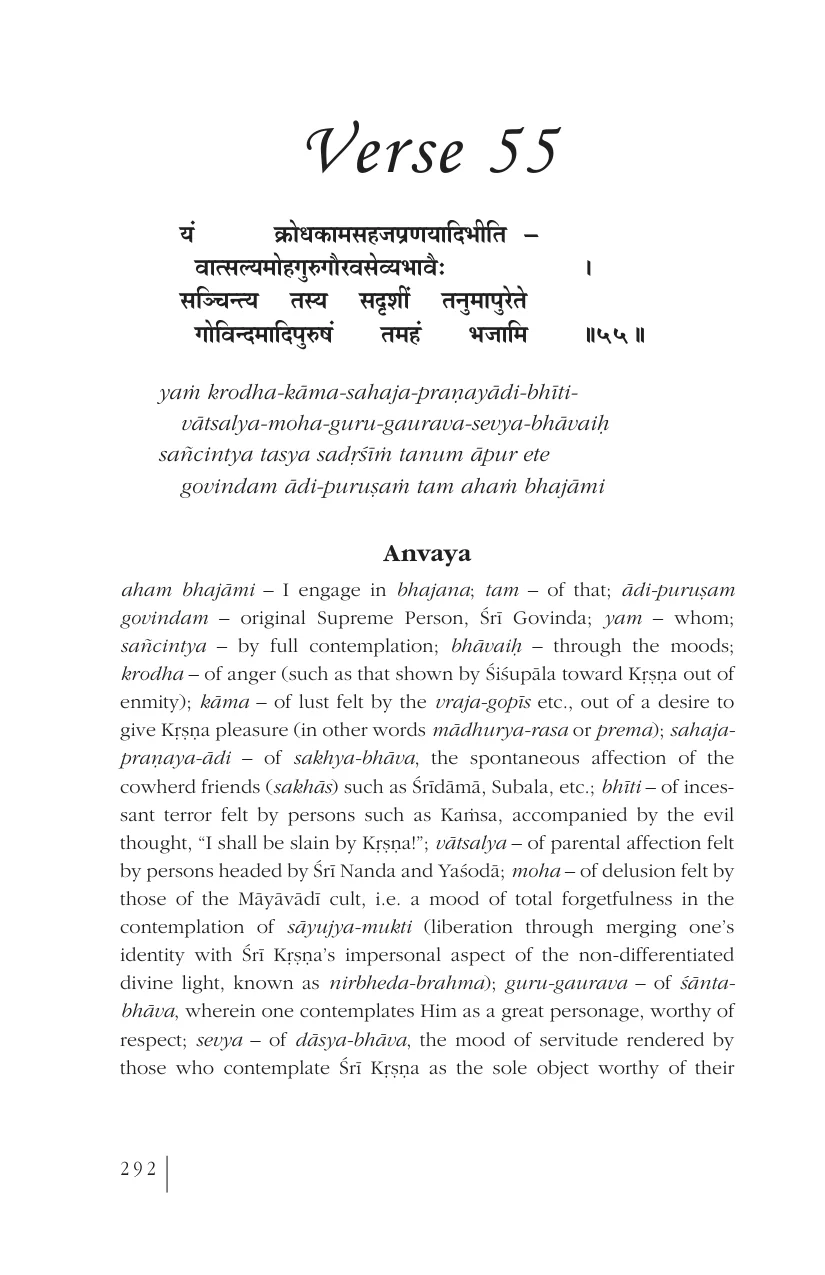 Verse 55
यं क्रोधकामसहजप्रणयादिभीति –
वात्सल्यमोहगुरुगौरवसेव्यभावैः ।
सञ्चिन्त्य तस्य सदृशीं तनुमापुरेते
गोविन्दमादिपुरुषं तमहं भजामि ॥५५॥
yaṁ krodha-kāma-sahaja-praṇayādi-bhīti-
vātsalya-moha-guru-gaurava-sevya-bhāvaiḥ
sañcintya tasya sadṛśīṁ tanum āpur ete
govindam ādi-puruṣaṁ tam ahaṁ bhajāmi
Anvaya
aham bhajāmi – I engage in bhajana; tam – of that; ādi-puruṣam
govindam – original Supreme Person, Śrī Govinda; yam – whom;
sañcintya – by full contemplation; bhāvaiḥ – through the moods;
krodha – of anger (such as that shown by Śiśupāla toward Kṛṣṇa out of
enmity); kāma – of lust felt by the vraja-gopīs etc., out of a desire to
give Kṛṣṇa pleasure (in other words mādhurya-rasa or prema); sahaja-
praṇaya-ādi – of sakhya-bhāva, the spontaneous affection of the
cowherd friends (sakhās) such as Śrīdāmā, Subala, etc.; bhīti – of inces-
sant terror felt by persons such as Kaṁsa, accompanied by the evil
thought, “I shall be slain by Kṛṣṇa!”; vātsalya – of parental affection felt
by persons headed by Śrī Nanda and Yaśodā; moha – of delusion felt by
those of the Māyāvādī cult, i.e. a mood of total forgetfulness in the
contemplation of sāyujya-mukti (liberation through merging one’s
identity with Śrī Kṛṣṇa’s impersonal aspect of the non-differentiated
divine light, known as nirbheda-brahma); guru-gaurava – of śānta-
bhāva, wherein one contemplates Him as a great personage, worthy of
respect; sevya – of dāsya-bhāva, the mood of servitude rendered by
those who contemplate Śrī Kṛṣṇa as the sole object worthy of their
292